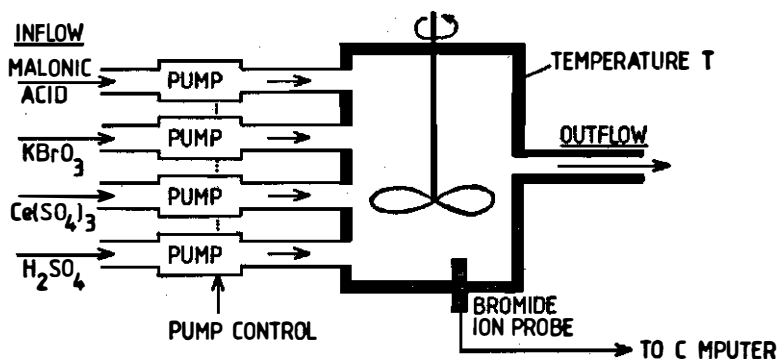 INFLOW
MALONIC
ACID
PUMP
KBrO3
PUMP
Ce(SO4)3
PUMP
H2SO4
PUMP
PUMP CONTROL
TEMPERATURE T
OUTFLOW
BROMIDE
ION PROBE
TO C MPUTER